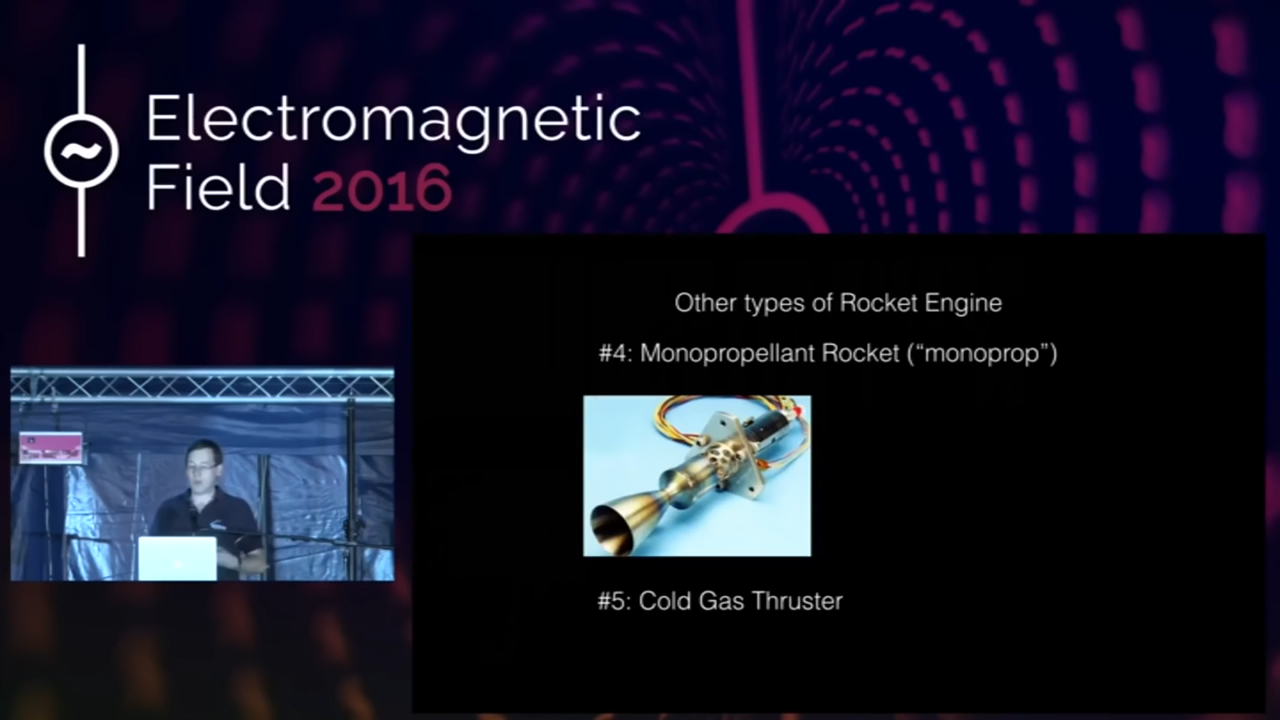 Electromagnetic
Field 2016
Other types of Rocket Engine
#4: Monopropellant Rocket (“monoprop”)
#5: Cold Gas Thruster